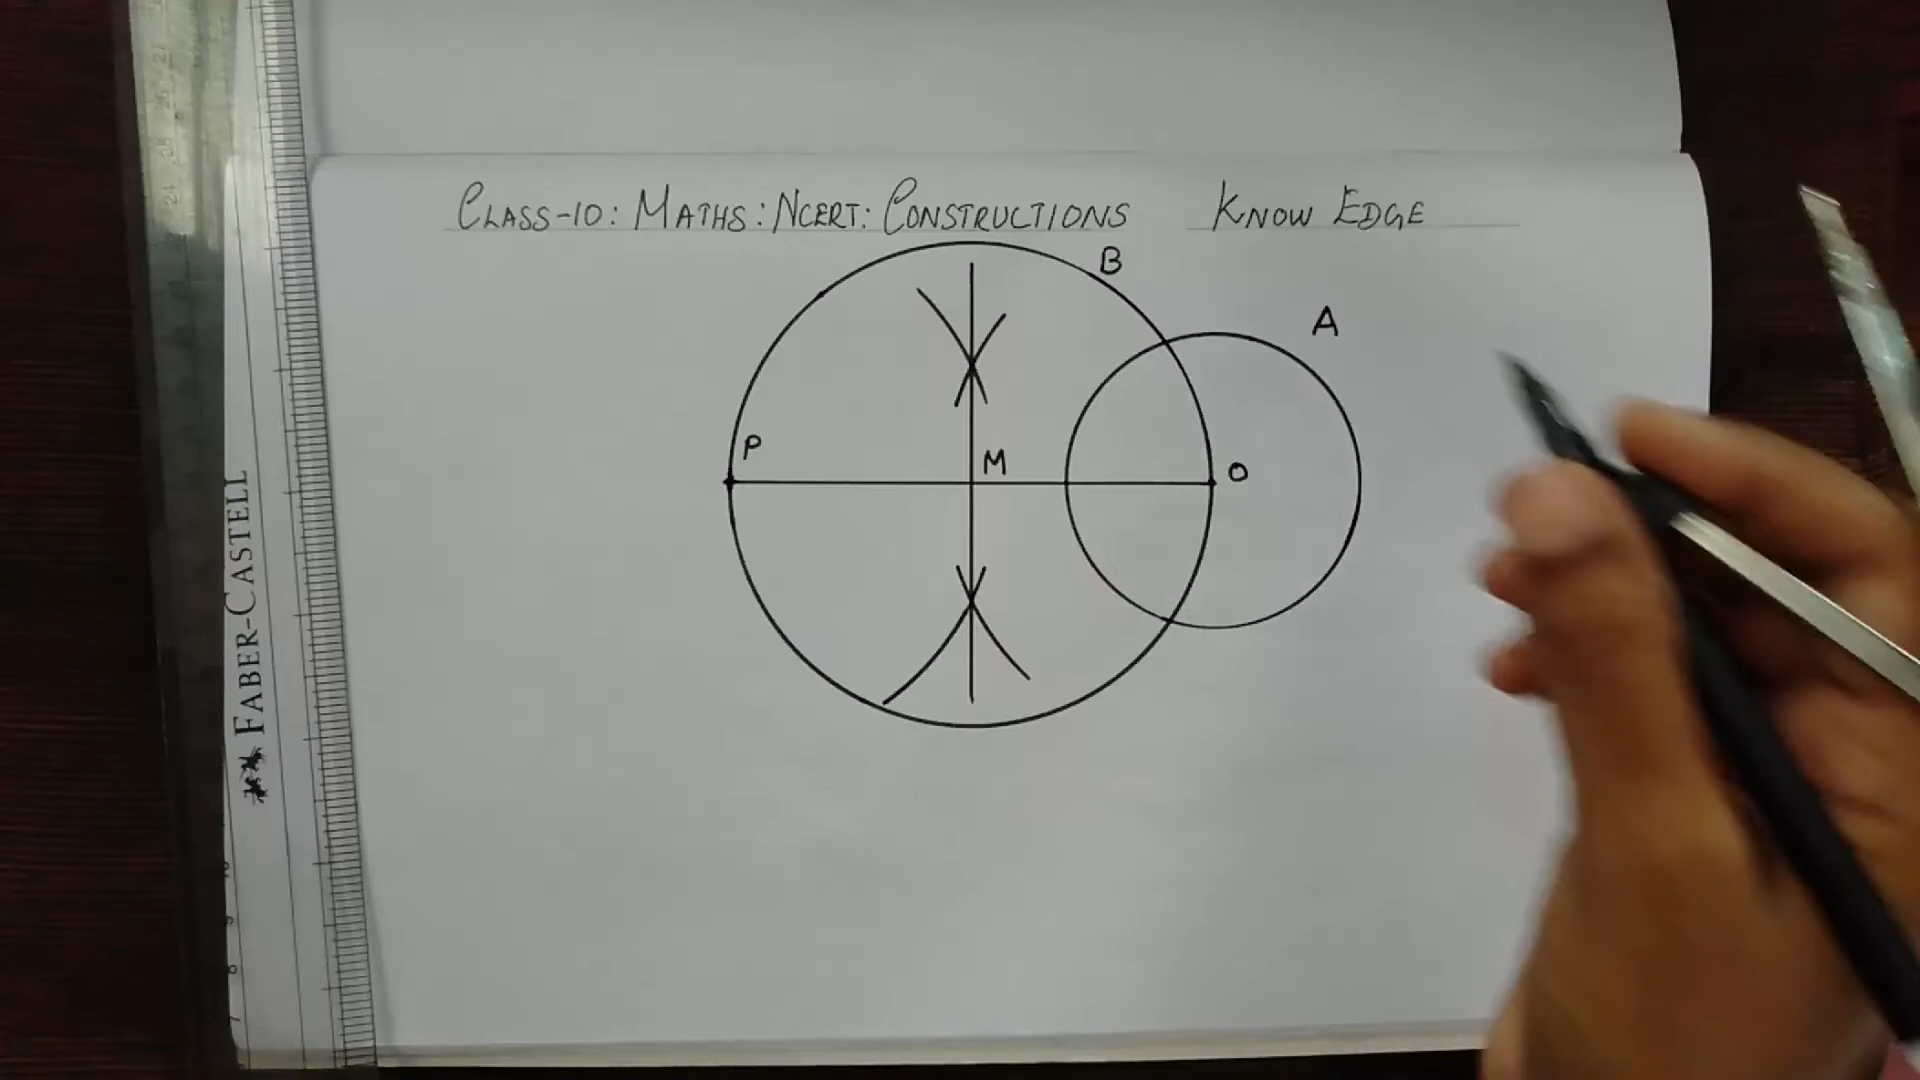 CLASS-10: MATHS: NCERT: CONSTRUCTIONS KNOW EDGE
B
A
P
M
O
FABER-CASTELL